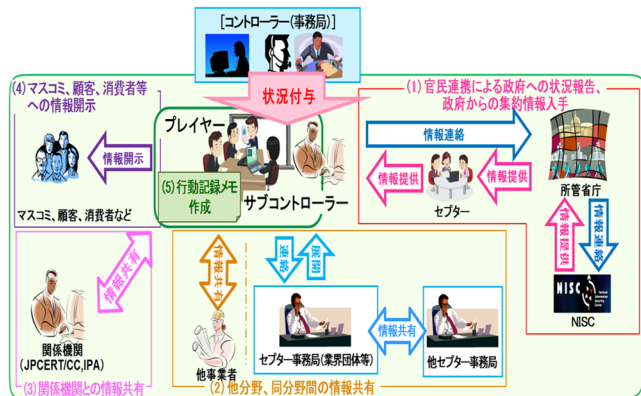 [コントローラー(事務局)]
状況付与
(4)マスコミ、顧客、消費者等
への情報開示
情報開示
マスコミ、顧客、消費者など
プレイヤー
(5)行動記録メモ
作成
サブコントローラー
(1)官民連携による政府への状況報告、
政府からの集約情報入手
情報連絡
情報提供
情報提供
セプター
所管省庁
情報提供
情報連絡
NISC
NISC
情報共有
関係機関
(JPCERT/CC,IPA)
(3)関係機関との情報共有
情報共有
他事業者
連絡
展開
セプター事務局(業界団体等)
情報共有
他セプター事務局
(2)他分野、同分野間の情報共有